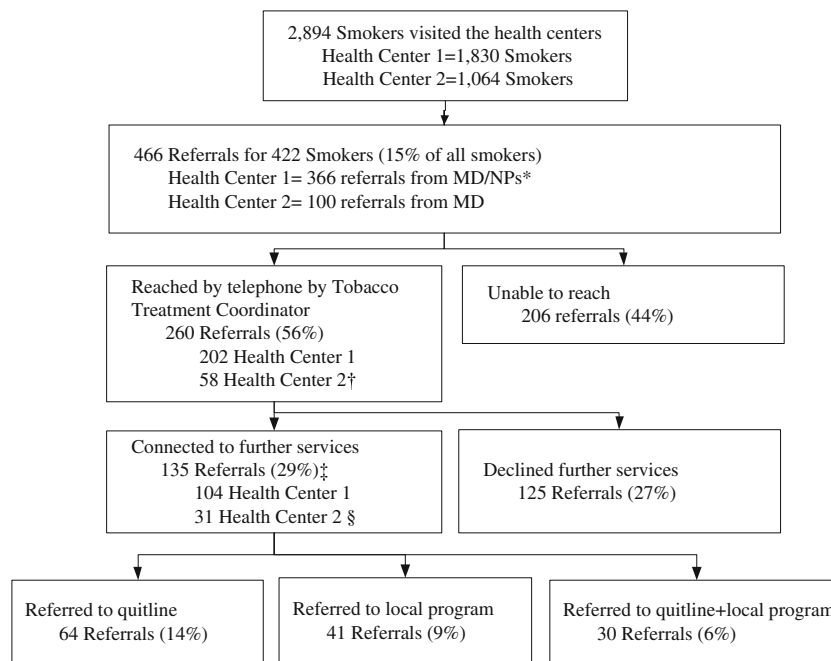 2,894 Smokers visited the health centers
Health Center 1=1,830 Smokers
Health Center 2=1,064 Smokers
466 Referrals for 422 Smokers (15% of all smokers)
Health Center 1= 366 referrals from MD/NPs*
Health Center 2= 100 referrals from MD
Reached by telephone by Tobacco
Treatment Coordinator
260 Referrals (56%)
202 Health Center 1
58 Health Center 2†
Unable to reach
206 referrals (44%)
Connected to further services
135 Referrals (29%)‡
104 Health Center 1
31 Health Center 2 §
Declined further services
125 Referrals (27%)
Referred to quitline
64 Referrals (14%)
Referred to local program
41 Referrals (9%)
Referred to quitline+local program
30 Referrals (6%)